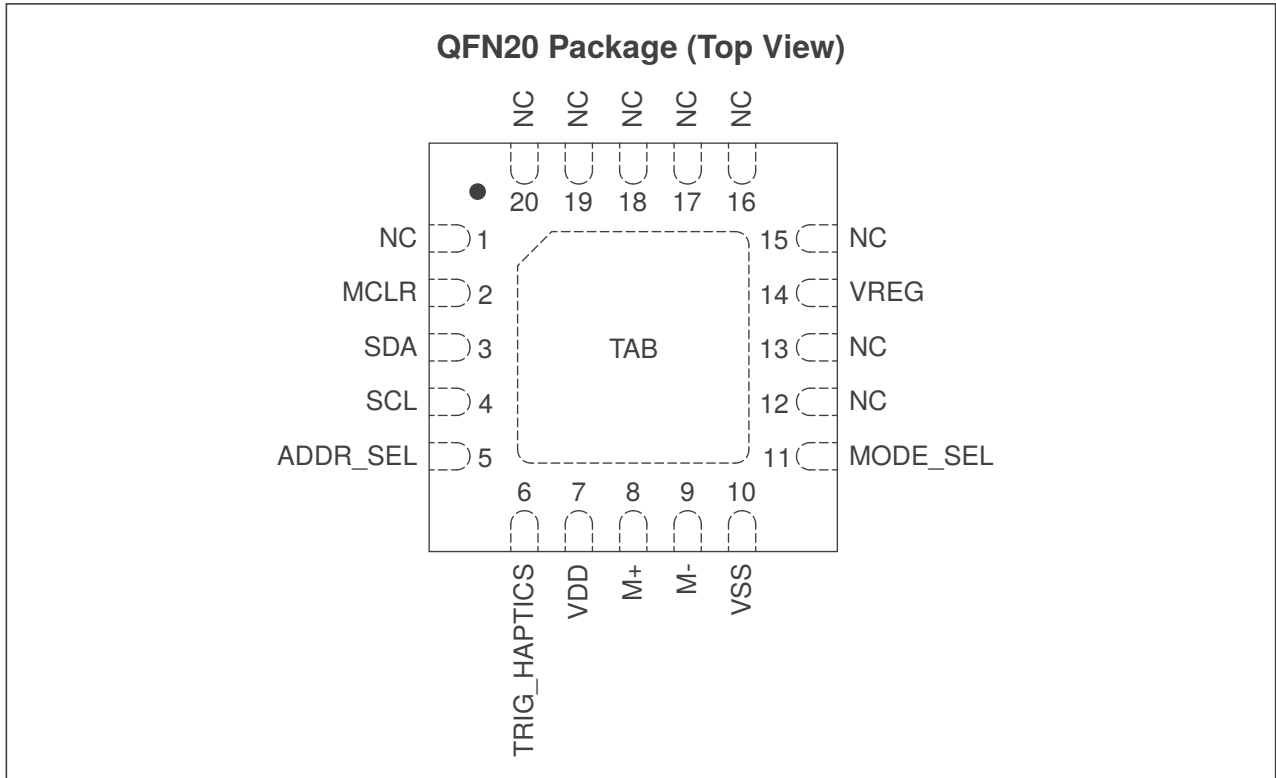 QFN20 Package (Top View)
NC NC NC NC NC
20 19 18 17 16
NC 1 15 NC
MCLR 2 14 VREG
SDA 3 TAB 13 NC
SCL 4 12 NC
ADDR_SEL 5 11 MODE_SEL
6 7 8 9 10
TRIG_HAPTICS VDD M+ M- VSS